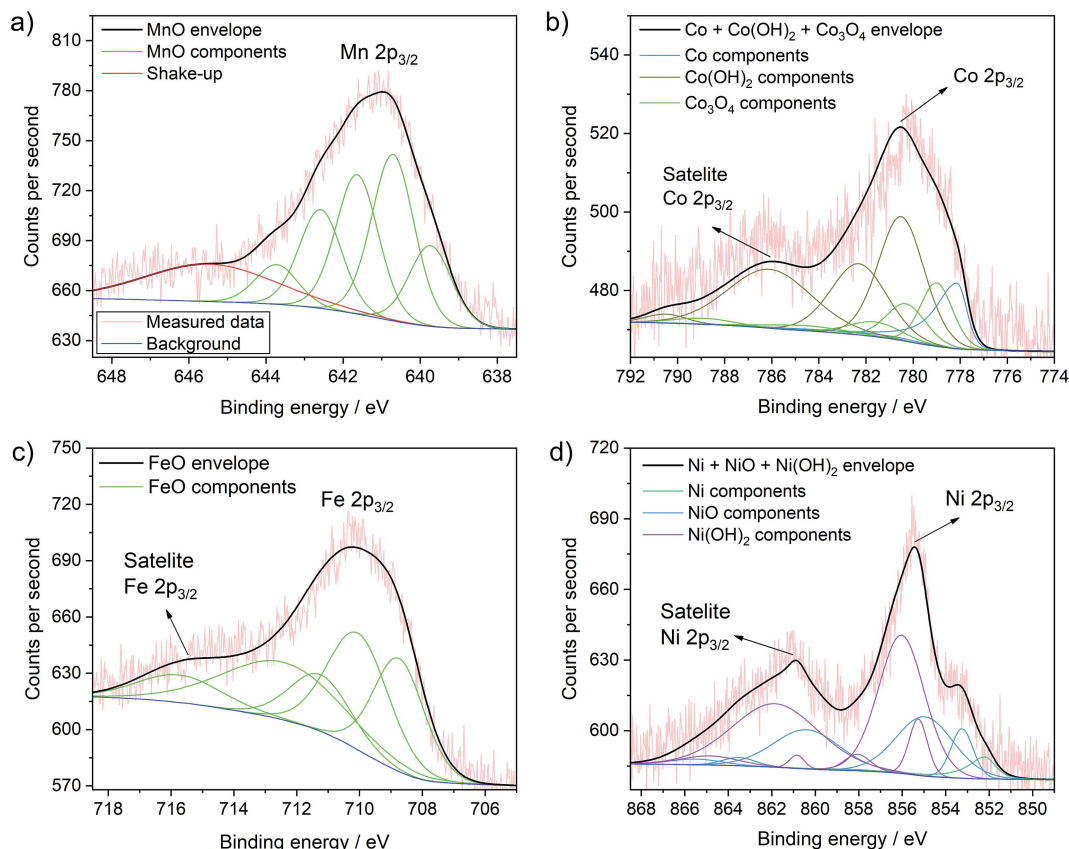 a)
815
780
750
720
690
660
630
Counts per second
MnO envelope
MnO components
Shake-up
Mn 2p3/2
Measured data
Background
648 646 644 642 640 638
Binding energy / eV
b)
540
520
500
480
Counts per second
Co + Co(OH)2 + Co3O4 envelope
Co components
Co(OH)2 components
Co3O4 components
Co 2p3/2
Satelite
Co 2p3/2
792 790 788 786 784 782 780 778 776 774
Binding energy / eV
c)
750
720
690
660
630
600
570
Counts per second
FeO envelope
FeO components
Fe 2p3/2
Satelite
Fe 2p3/2
718 716 714 712 710 708 706
Binding energy / eV
d)
720
690
660
630
600
Counts per second
Ni + NiO + Ni(OH)2 envelope
Ni components
NiO components
Ni(OH)2 components
Ni 2p3/2
Satelite
Ni 2p3/2
868 866 864 862 860 858 856 854 852 850
Binding energy / eV